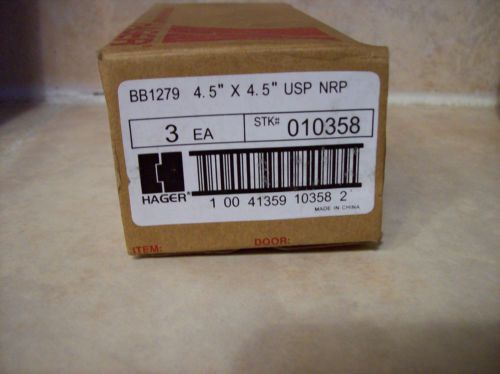 BB1279 4.5" X 4.5" USP NRP
3 EA
STK# 010358
HAGER®
1 00 41359 10358 2
MADE IN CHINA
ITEM: DOOR: